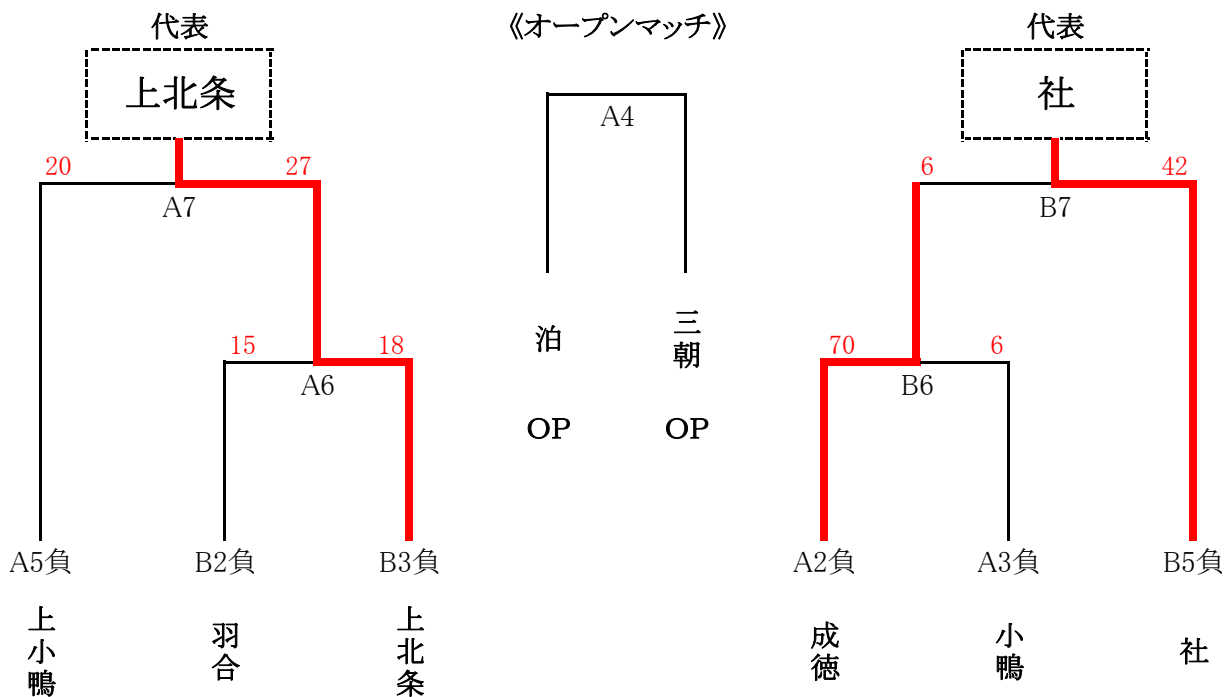 代表
《オープンマッチ》
代表
上北条
A4
社
20
27
6
42
A7
B7
泊
三朝
15
18
70
6
A6
B6
OP
OP
A5負
B2負
B3負
A2負
A3負
B5負
上小鴨
羽合
上北条
成徳
小鴨
社